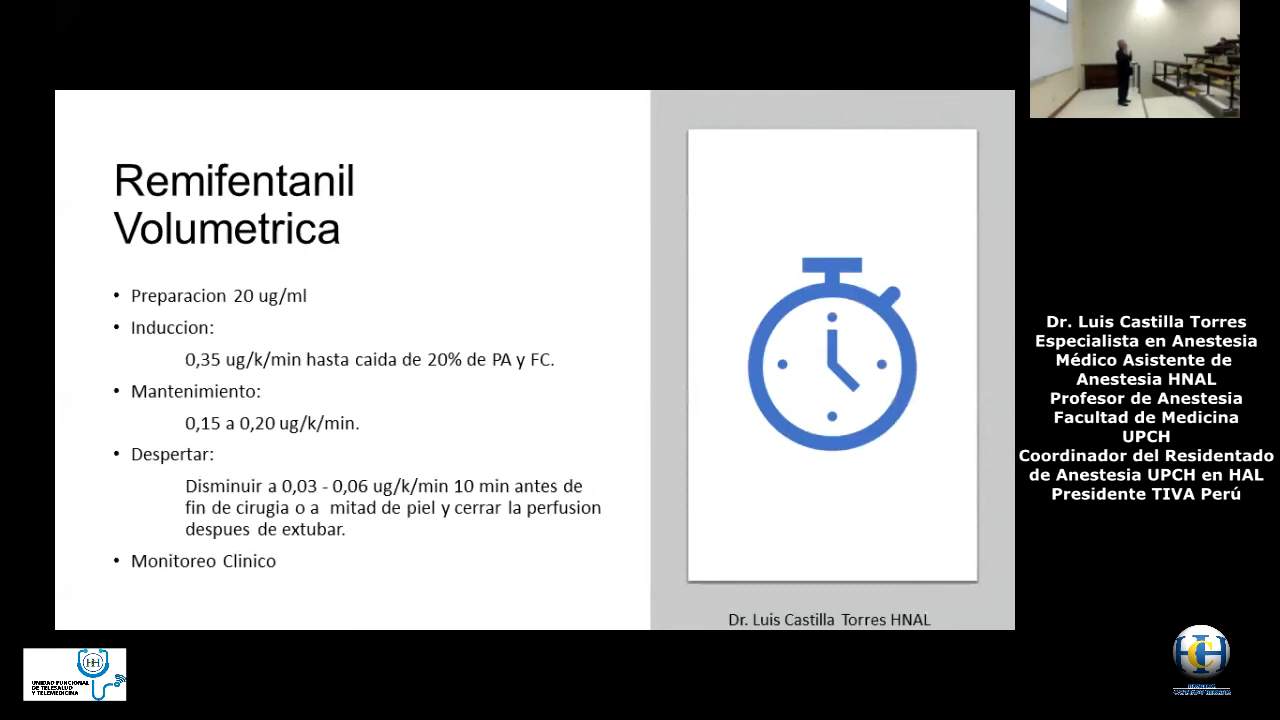 Remifentanil
Volumetrica
• Preparacion 20 ug/ml
• Induccion:
0,35 ug/k/min hasta caida de 20% de PA y FC.
• Mantenimiento:
0,15 a 0,20 ug/k/min.
• Despertar:
Disminuir a 0,03 - 0,06 ug/k/min 10 min antes de
fin de cirugia o a mitad de piel y cerrar la perfusion
despues de extubar.
• Monitoreo Clinico
Dr. Luis Castilla Torres HNAL
Dr. Luis Castilla Torres
Especialista en Anestesia
Médico Asistente de
Anestesia HNAL
Profesor de Anestesia
Facultad de Medicina
UPCH
Coordinador del Residentado
de Anestesia UPCH en HAL
Presidente TIVA Perú
HH
UNIDAD FUNCIONAL
DE TELESALUD
Y TELEMEDICINA